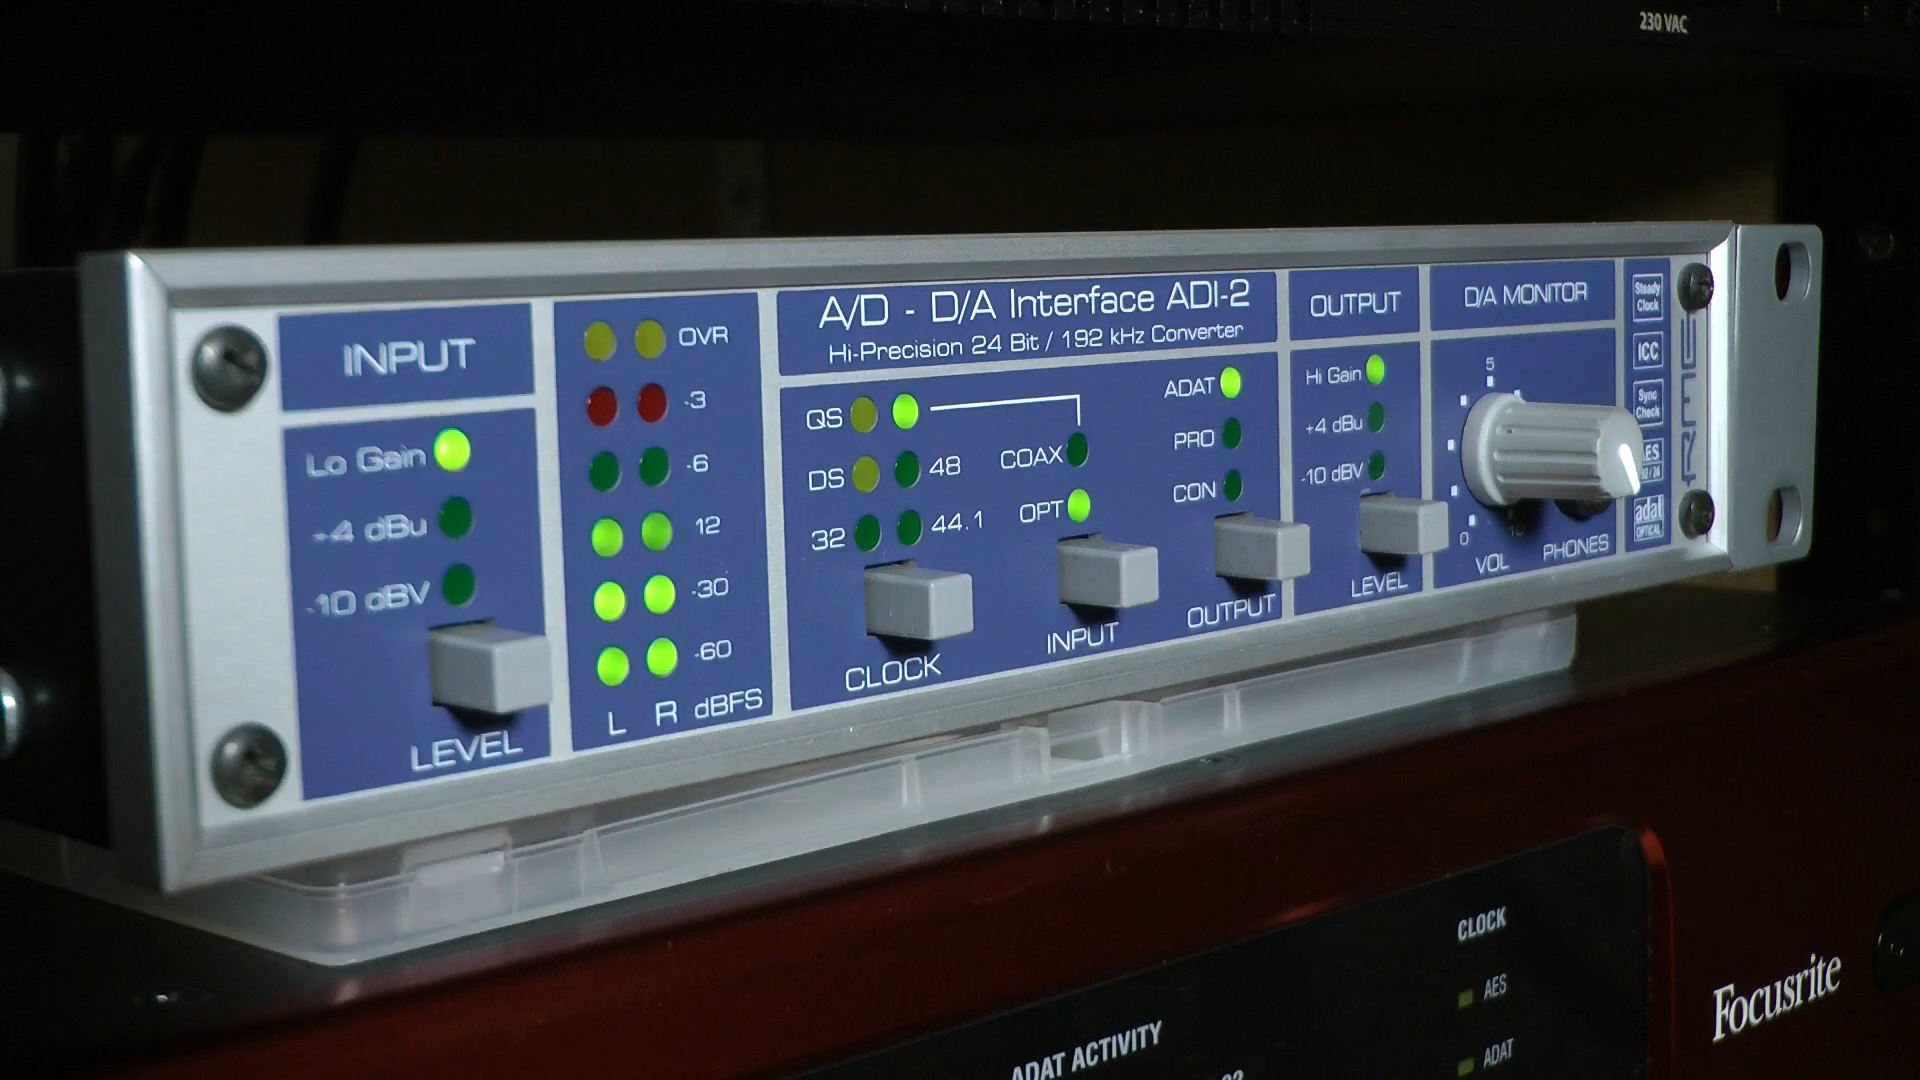 230 VAC
INPUT
Lo Gain
+4 dBu
-10 dBV
LEVEL
OVR
-3
-6
12
-30
-60
L R dBFS
A/D - D/A Interface ADI-2
Hi-Precision 24 Bit / 192 kHz Converter
QS
DS 48
32 44.1
CLOCK
COAX
OPT
INPUT
ADAT
PRO
CON
OUTPUT
OUTPUT
Hi Gain
+4 dBu
-10 dBV
LEVEL
D/A MONITOR
5
0
10
VOL
PHONES
Steady
Clock
ICC
Sync
Check
adat
OPTICAL
RME
CLOCK
AES
ADAT
ADAT ACTIVITY
Focusrite